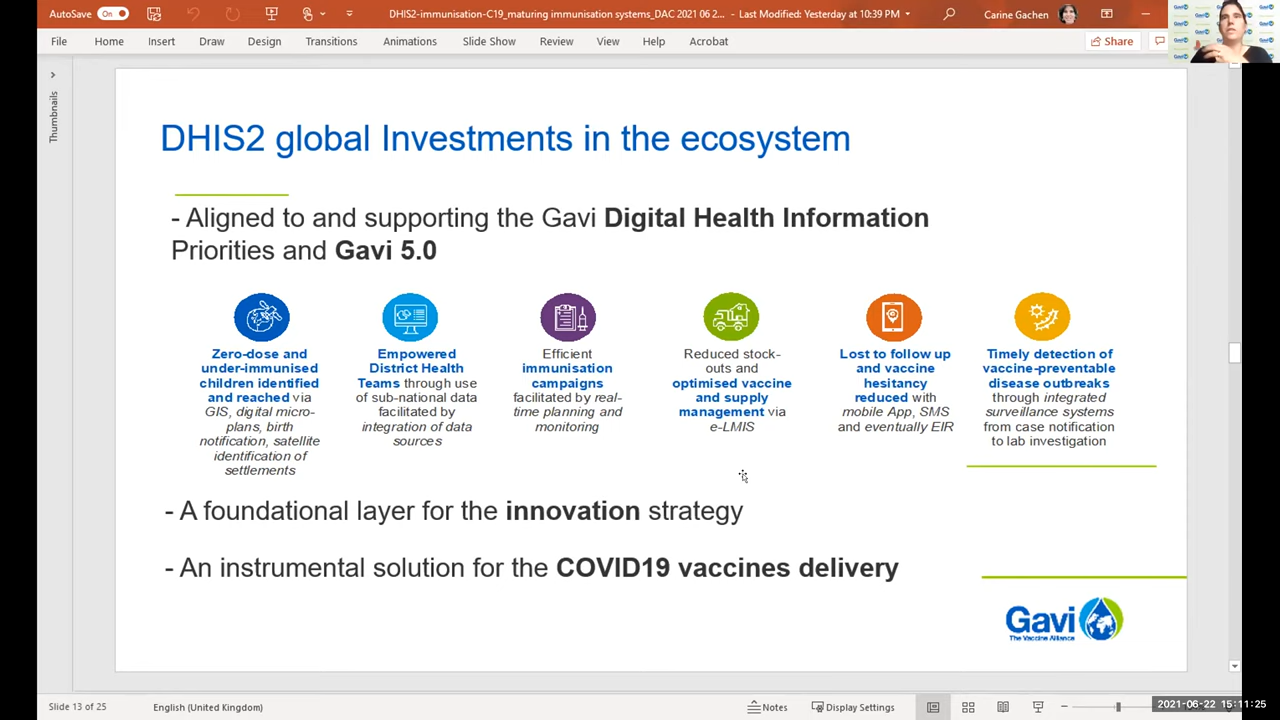 AutoSave On
DHIS2-immunisation-C19_maturing immunisation systems_DAC 2021 06 2... - Last Modified: Yesterday at 10:39 PM
Carine Gachen
File Home Insert Draw Design Transitions Animations Slide Show Review View Help Acrobat
Share
Thumbnails
DHIS2 global Investments in the ecosystem
- Aligned to and supporting the Gavi Digital Health Information
Priorities and Gavi 5.0
Zero-dose and
under-immunised
children identified
and reached via
GIS, digital micro-
plans, birth
notification, satellite
identification of
settlements
Empowered
District Health
Teams through use
of sub-national data
facilitated by
integration of data
sources
Efficient
immunisation
campaigns
facilitated by real-
time planning and
monitoring
Reduced stock-
outs and
optimised vaccine
and supply
management via
e-LMIS
Lost to follow up
and vaccine
hesitancy
reduced with
mobile App, SMS
and eventually EIR
Timely detection of
vaccine-preventable
disease outbreaks
through integrated
surveillance systems
from case notification
to lab investigation
- A foundational layer for the innovation strategy
- An instrumental solution for the COVID19 vaccines delivery
Gavi
The Vaccine Alliance
Slide 13 of 25
English (United Kingdom)
Notes
Display Settings
2021-06-22 15:11:25